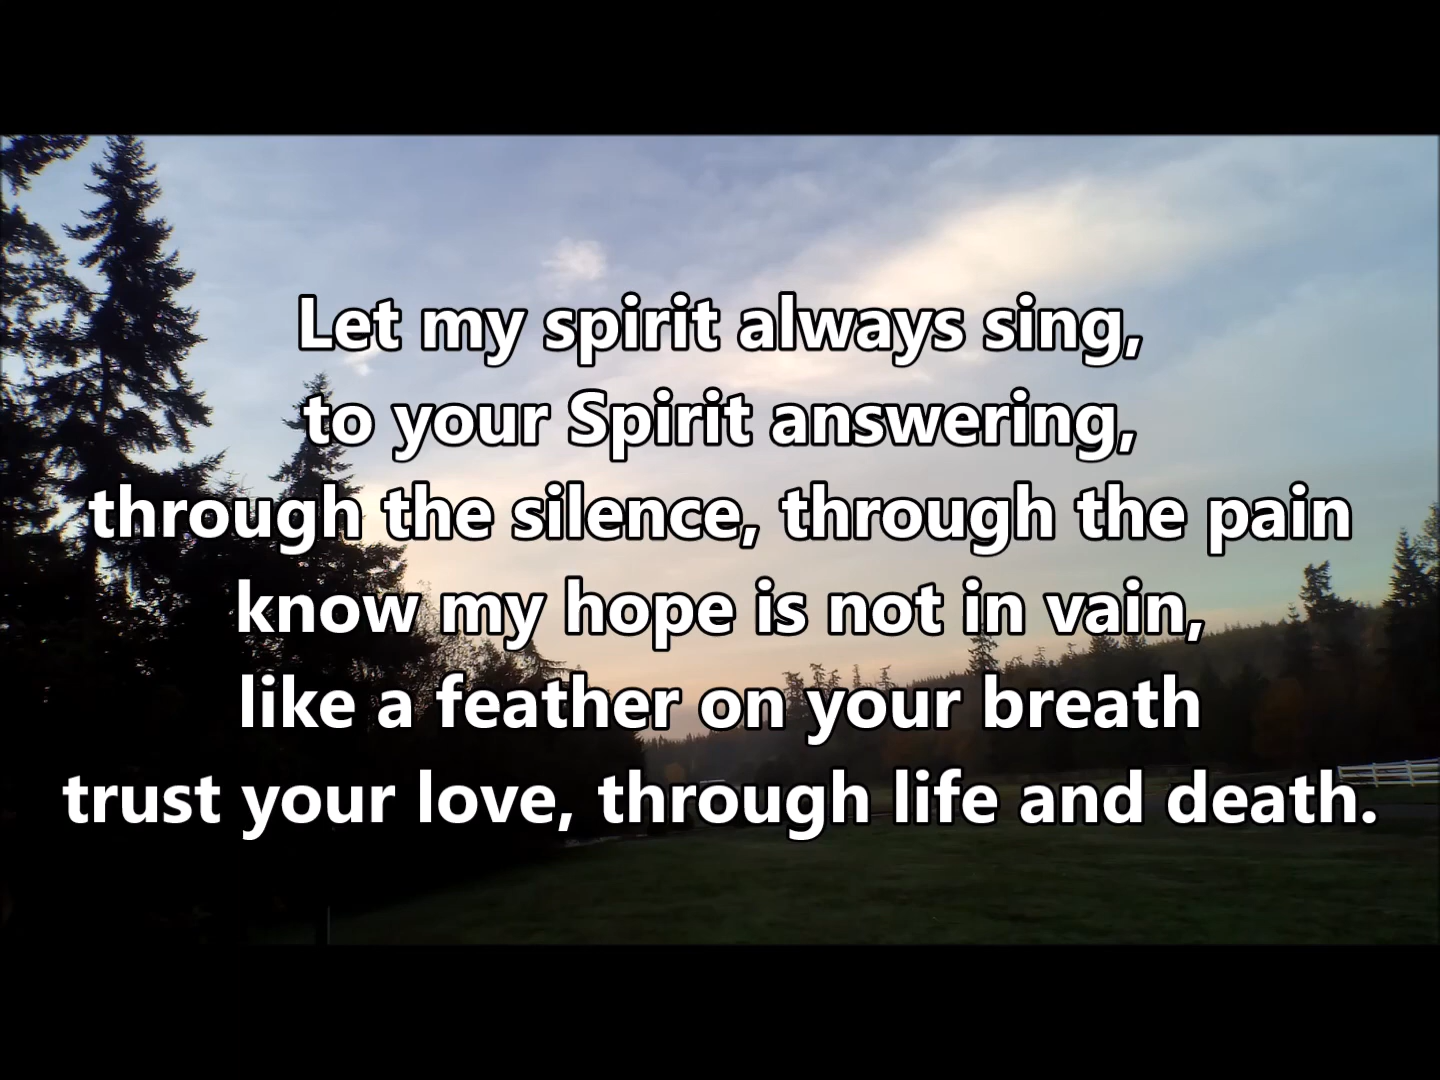 Let my spirit always sing,
to your Spirit answering,
through the silence, through the pain
know my hope is not in vain,
like a feather on your breath
trust your love, through life and death.